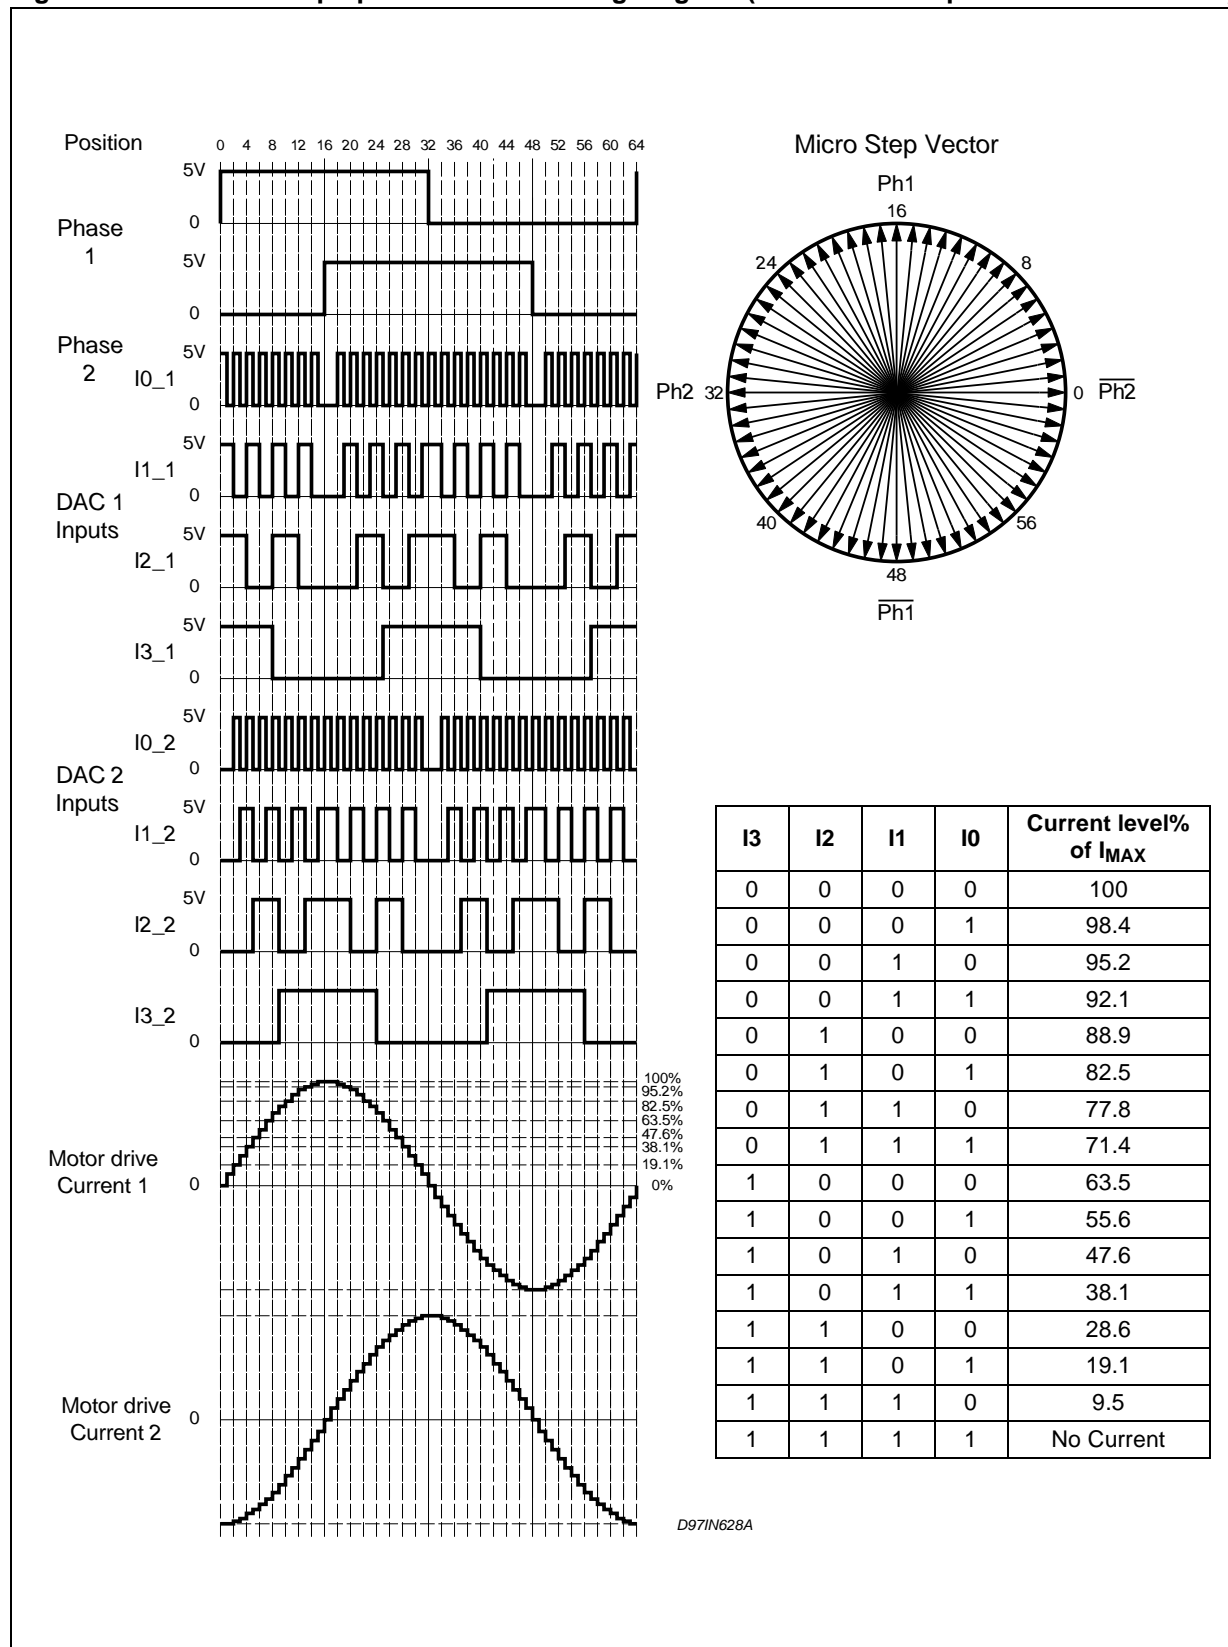 Position 0 4 8 12 16 20 24 28 32 36 40 44 48 52 56 60 64
5V
0
Phase
1
5V
0
Phase
2
5V
I0_1
0
5V
I1_1
0
DAC 1
Inputs
5V
I2_1
0
5V
I3_1
0
5V
I0_2
0
DAC 2
Inputs
5V
I1_2
0
5V
I2_2
0
I3_2
0
100%
95.2%
82.5%
63.5%
47.6%
38.1%
19.1%
0%
Motor drive
Current 1
0
Motor drive
Current 2
0
Micro Step Vector
Ph1
16
24 8
Ph2 32 0 Ph2
40 56
48
Ph1
I3 I2 I1 I0 Current level% of IMAX
0 0 0 0 100
0 0 0 1 98.4
0 0 1 0 95.2
0 0 1 1 92.1
0 1 0 0 88.9
0 1 0 1 82.5
0 1 1 0 77.8
0 1 1 1 71.4
1 0 0 0 63.5
1 0 0 1 55.6
1 0 1 0 47.6
1 0 1 1 38.1
1 1 0 0 28.6
1 1 0 1 19.1
1 1 1 0 9.5
1 1 1 1 No Current
D97IN628A